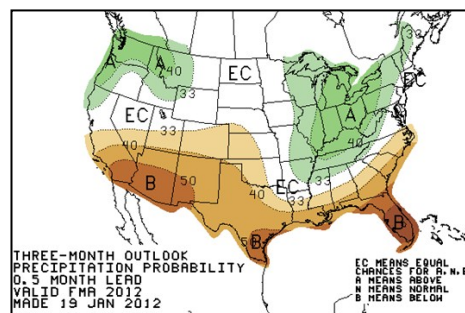 33
A
A
40
EC
EC
33
A
40
EC
33
40
B
50
40
EC
33
33
50
B
B
THREE-MONTH OUTLOOK
PRECIPITATION PROBABILITY
0.5 MONTH LEAD
VALID FMA 2012
MADE 19 JAN 2012
EC MEANS EQUAL
CHANCES FOR A,N,B
A MEANS ABOVE
N MEANS NORMAL
B MEANS BELOW